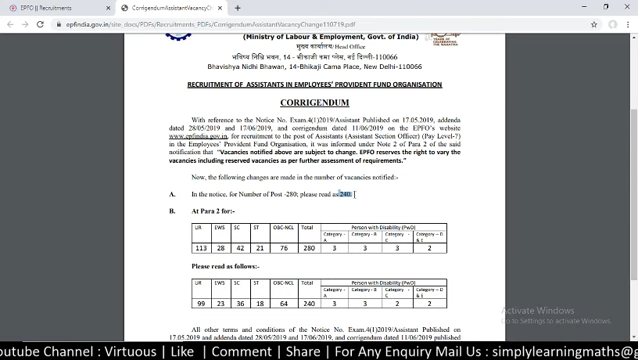 EPFO || Recruitments
CorrigendumAssistantVacancyChan
epfindia.gov.in/site_docs/PDFs/Recruitments_PDFs/CorrigendumAssistantVacancyChange110719.pdf
(Ministry of Labour & Employment, Govt. of India)
मुख्य कार्यालय/Head Office
भविष्य निधि भवन, 14 - भीकाजी कामा प्लेस, नई दिल्ली-110066
Bhavishya Nidhi Bhawan, 14-Bhikaji Cama Place, New Delhi-110066
RECRUITMENT OF ASSISTANTS IN EMPLOYEES' PROVIDENT FUND ORGANISATION
CORRIGENDUM
With reference to the Notice No. Exam.4(1)2019/Assistant Published on 17.05.2019, addenda
dated 28/05/2019 and 17/06/2019, and corrigendum dated 11/06/2019 on the EPFO's website
www.epfindia.gov.in, for recruitment to the post of Assistants (Assistant Section Officer) (Pay Level-7)
in the Employees' Provident Fund Organisation, it was informed under Note 2 of Para 2 of the said
notification that "Vacancies notified above are subject to change. EPFO reserves the right to vary the
vacancies including reserved vacancies as per further assessment of requirements."
Now, the following changes are made in the number of vacancies notified:-
A. In the notice, for Number of Post -280; please read as 240.
B. At Para 2 for:-
UR EWS SC ST OBC-NCL Total Person with Disability (PwD)
Category - A Category - B Category - C Category – D & E
113 28 42 21 76 280 3 3 3 2
Please read as follows:-
UR EWS SC ST OBC-NCL Total Person with Disability (PwD)
Category - A Category - B Category - C Category – D & E
99 23 36 18 64 240 3 3 2 2
All other terms and conditions of the Notice No. Exam.4(1)2019/Assistant Published on
17.05.2019 and addenda dated 28/05/2019 and 17/06/2019, and corrigendum dated 11/06/2019 published
Activate Windows
Go to Settings to activate Windows.
outube Channel : Virtuous | Like | Comment | Share | For Any Enquiry Mail Us : simplylearningmo